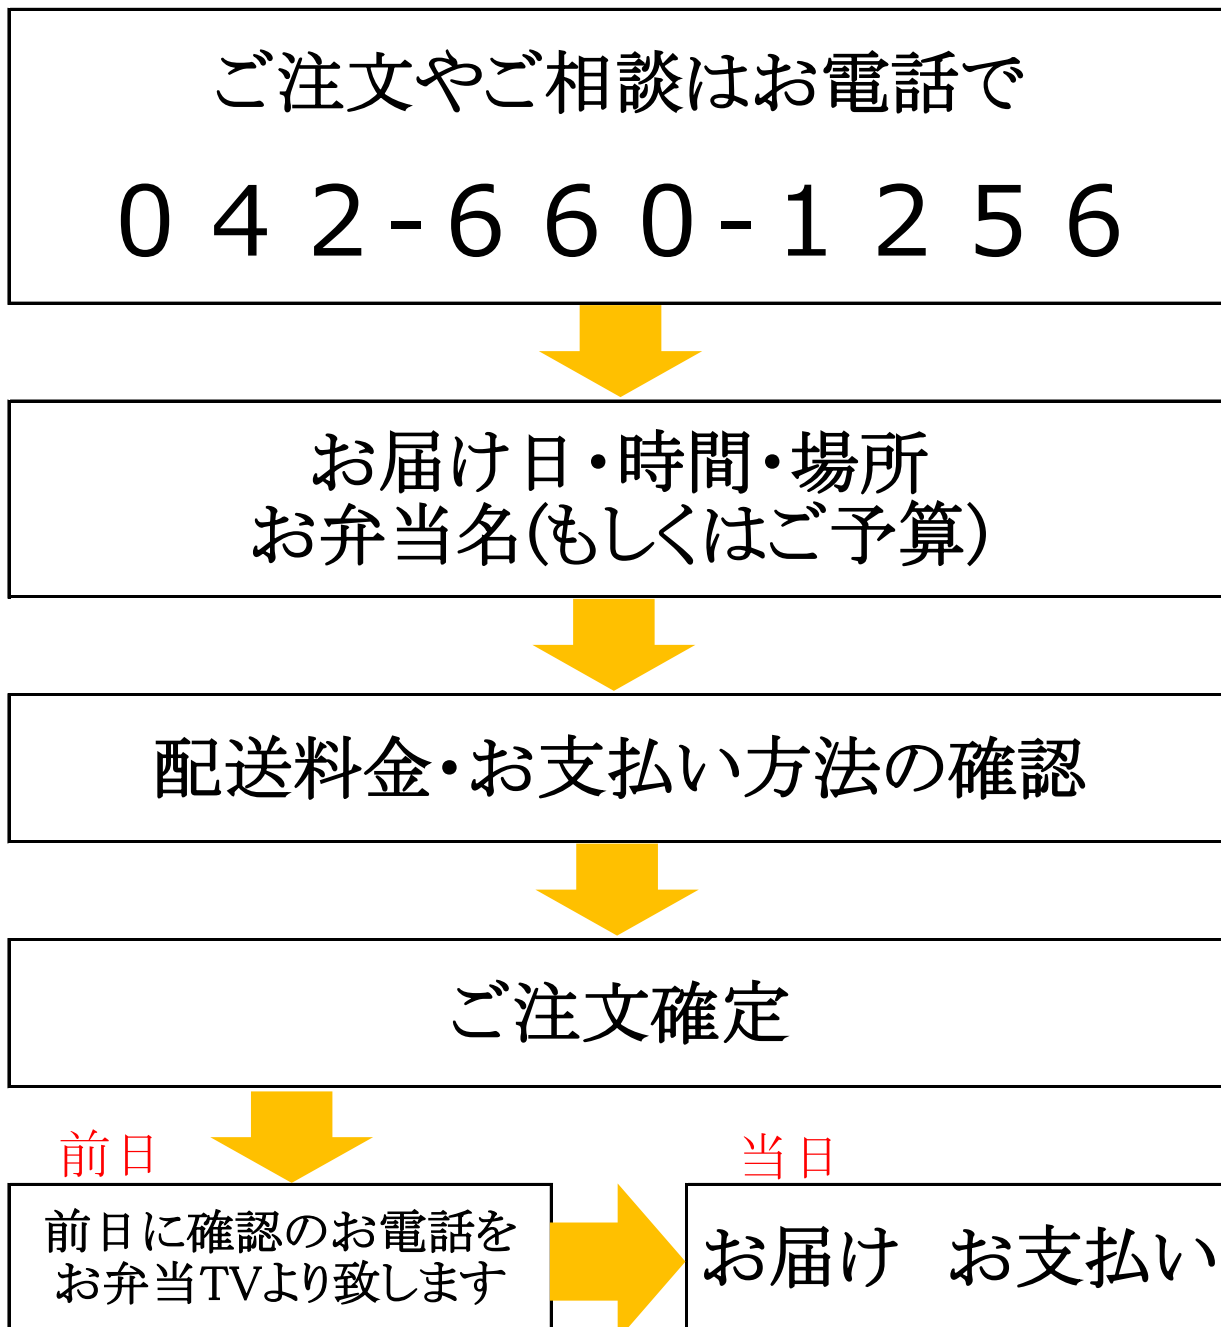 ご注文やご相談はお電話で
０４２-６６０-１２５６
お届け日・時間・場所
お弁当名(もしくはご予算)
配送料金・お支払い方法の確認
ご注文確定
前日
当日
前日に確認のお電話を
お弁当TVより致します
お届け　お支払い